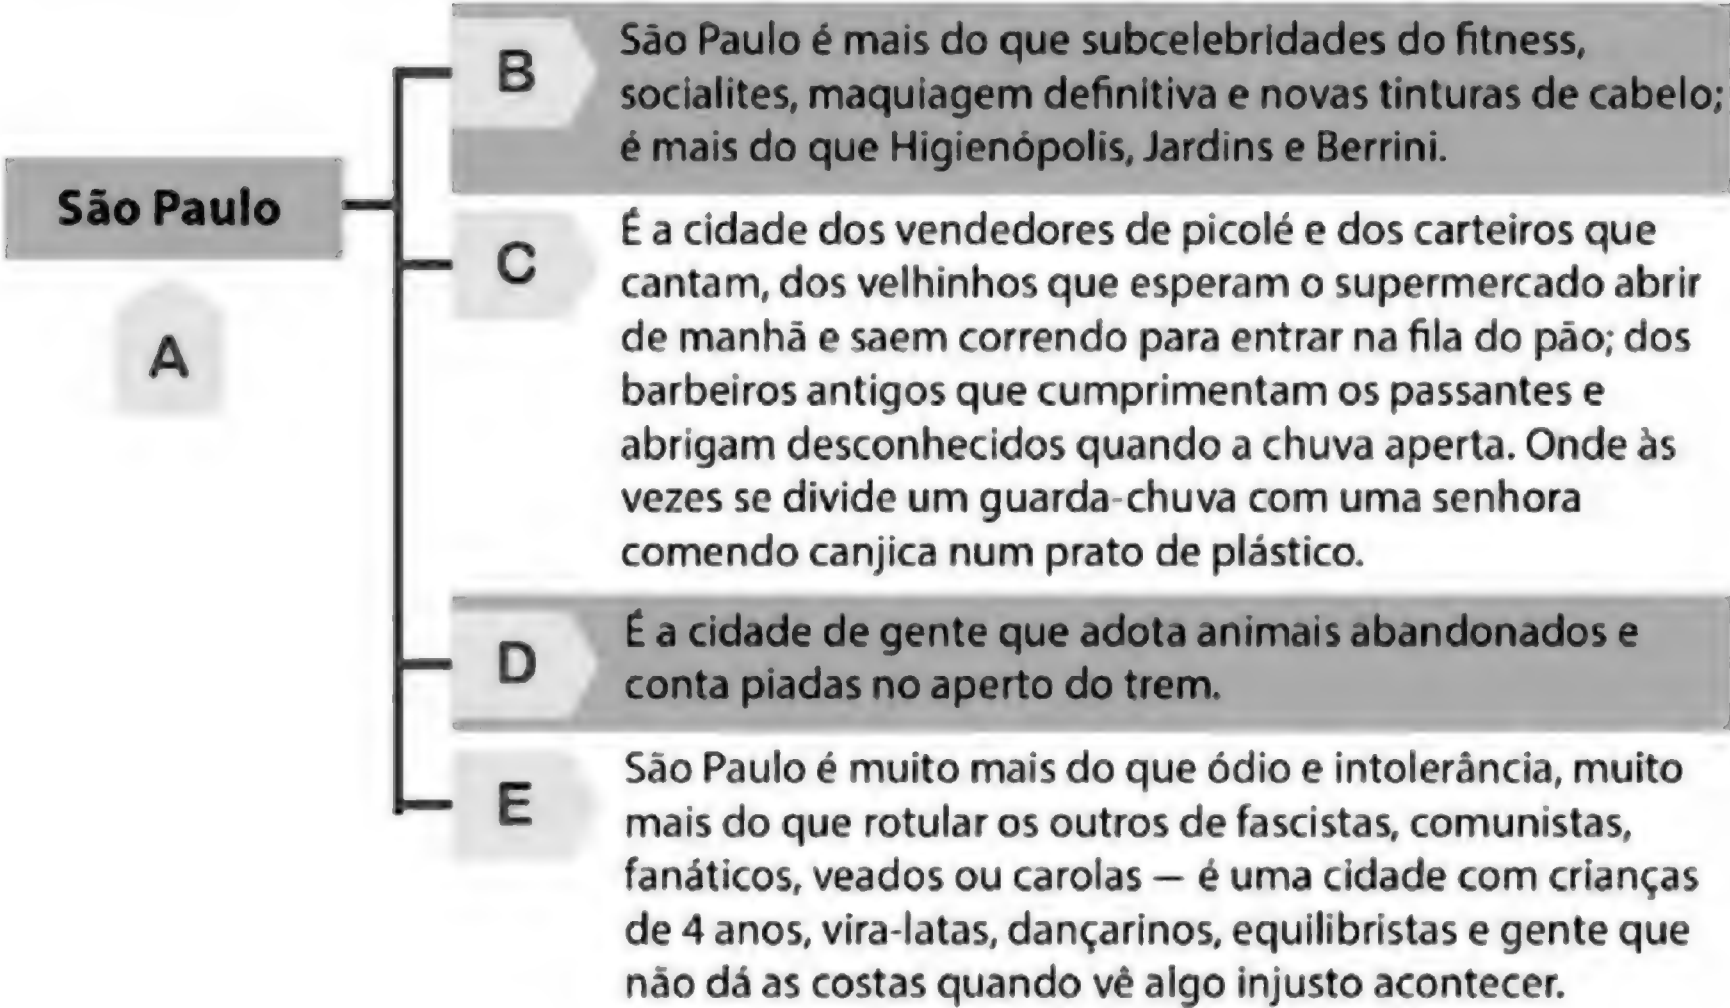 São Paulo
A
B
São Paulo é mais do que subcelebridades do fitness,
socialites, maquiagem definitiva e novas tinturas de cabelo;
é mais do que Higienópolis, Jardins e Berrini.
C
É a cidade dos vendedores de picolé e dos carteiros que
cantam, dos velhinhos que esperam o supermercado abrir
de manhã e saem correndo para entrar na fila do pão; dos
barbeiros antigos que cumprimentam os passantes e
abrigam desconhecidos quando a chuva aperta. Onde às
vezes se divide um guarda-chuva com uma senhora
comendo canjica num prato de plástico.
D
É a cidade de gente que adota animais abandonados e
conta piadas no aperto do trem.
E
São Paulo é muito mais do que ódio e intolerância, muito
mais do que rotular os outros de fascistas, comunistas,
fanáticos, veados ou carolas — é uma cidade com crianças
de 4 anos, vira-latas, dançarinos, equilibristas e gente que
não dá as costas quando vê algo injusto acontecer.